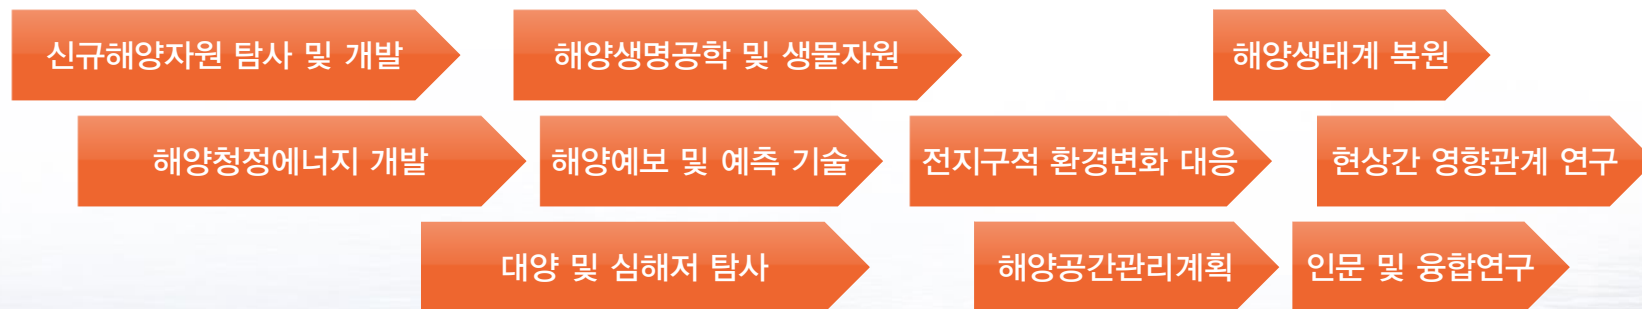 신규해양자원 탐사 및 개발
해양생명공학 및 생물자원
해양생태계 복원
해양청정에너지 개발
해양예보 및 예측 기술
전지구적 환경변화 대응
현상간 영향관계 연구
대양 및 심해저 탐사
해양공간관리계획
인문 및 융합연구